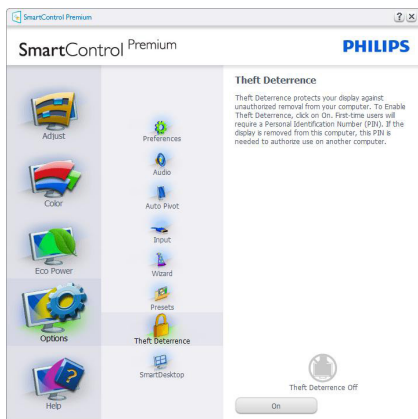 SmartControl Premium
SmartControl Premium
PHILIPS
Adjust
Color
Eco Power
Options
Help
Preferences
Audio
Auto Pivot
Input
Wizard
Presets
Theft Deterrence
SmartDesktop
Theft Deterrence
Theft Deterrence protects your display against
unauthorized removal from your computer. To Enable
Theft Deterrence, click on On. First-time users will
require a Personal Identification Number (PIN). If the
display is removed from this computer, this PIN is
needed to authorize use on another computer.
Theft Deterrence Off
On